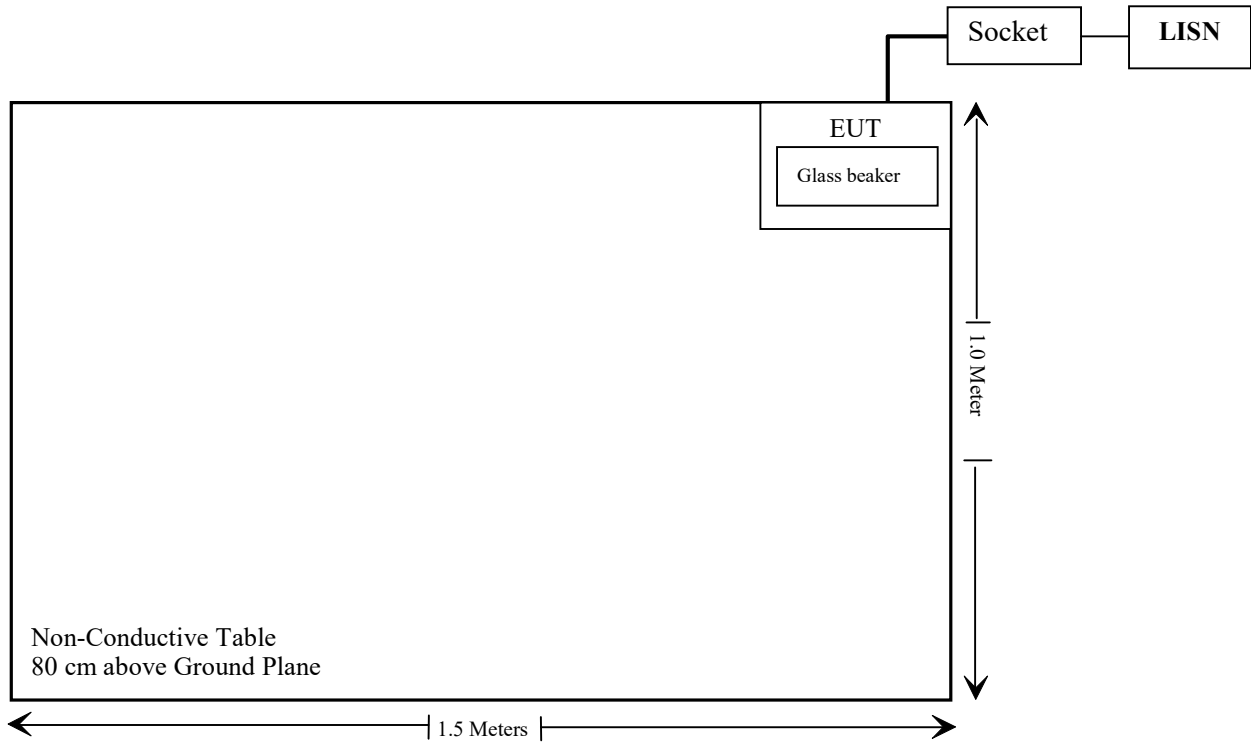 Socket
LISN
EUT
Glass beaker
1.0 Meter
Non-Conductive Table
80 cm above Ground Plane
1.5 Meters